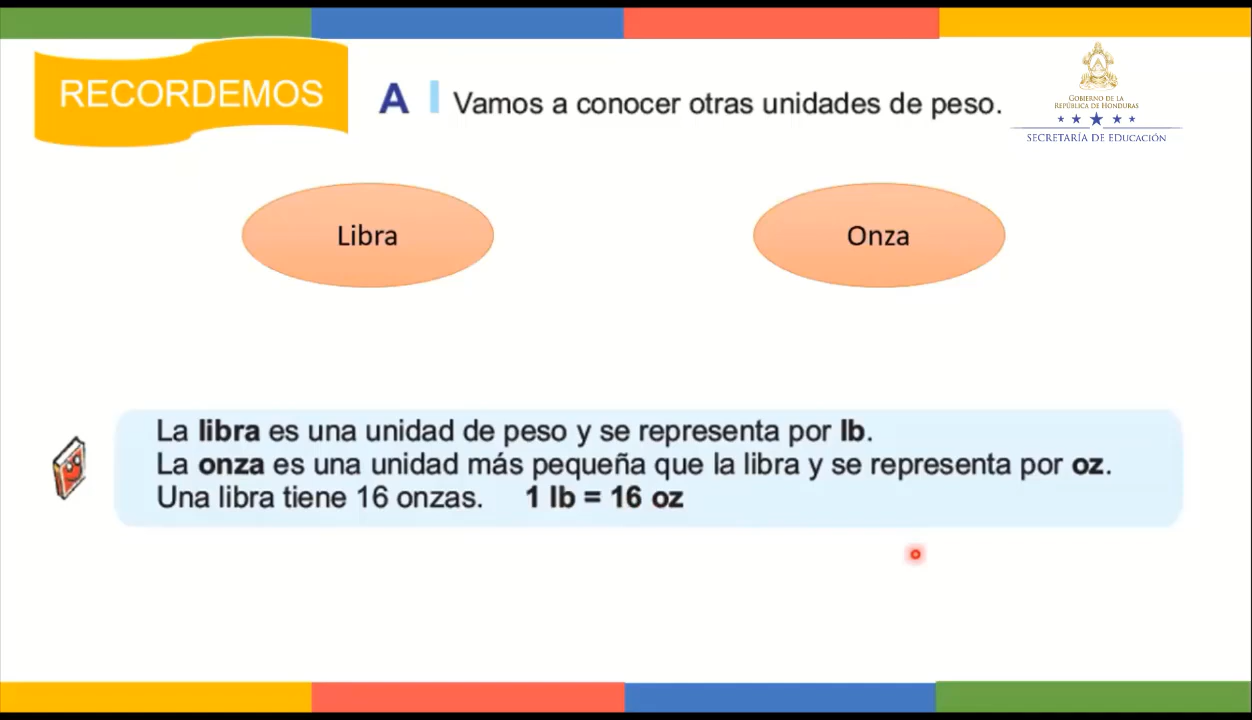 RECORDEMOS
A Vamos a conocer otras unidades de peso.
GOBIERNO DE LA
REPÚBLICA DE HONDURAS
SECRETARÍA DE EDUCACIÓN
Libra
Onza
La libra es una unidad de peso y se representa por lb.
La onza es una unidad más pequeña que la libra y se representa por oz.
Una libra tiene 16 onzas. 1 lb = 16 oz